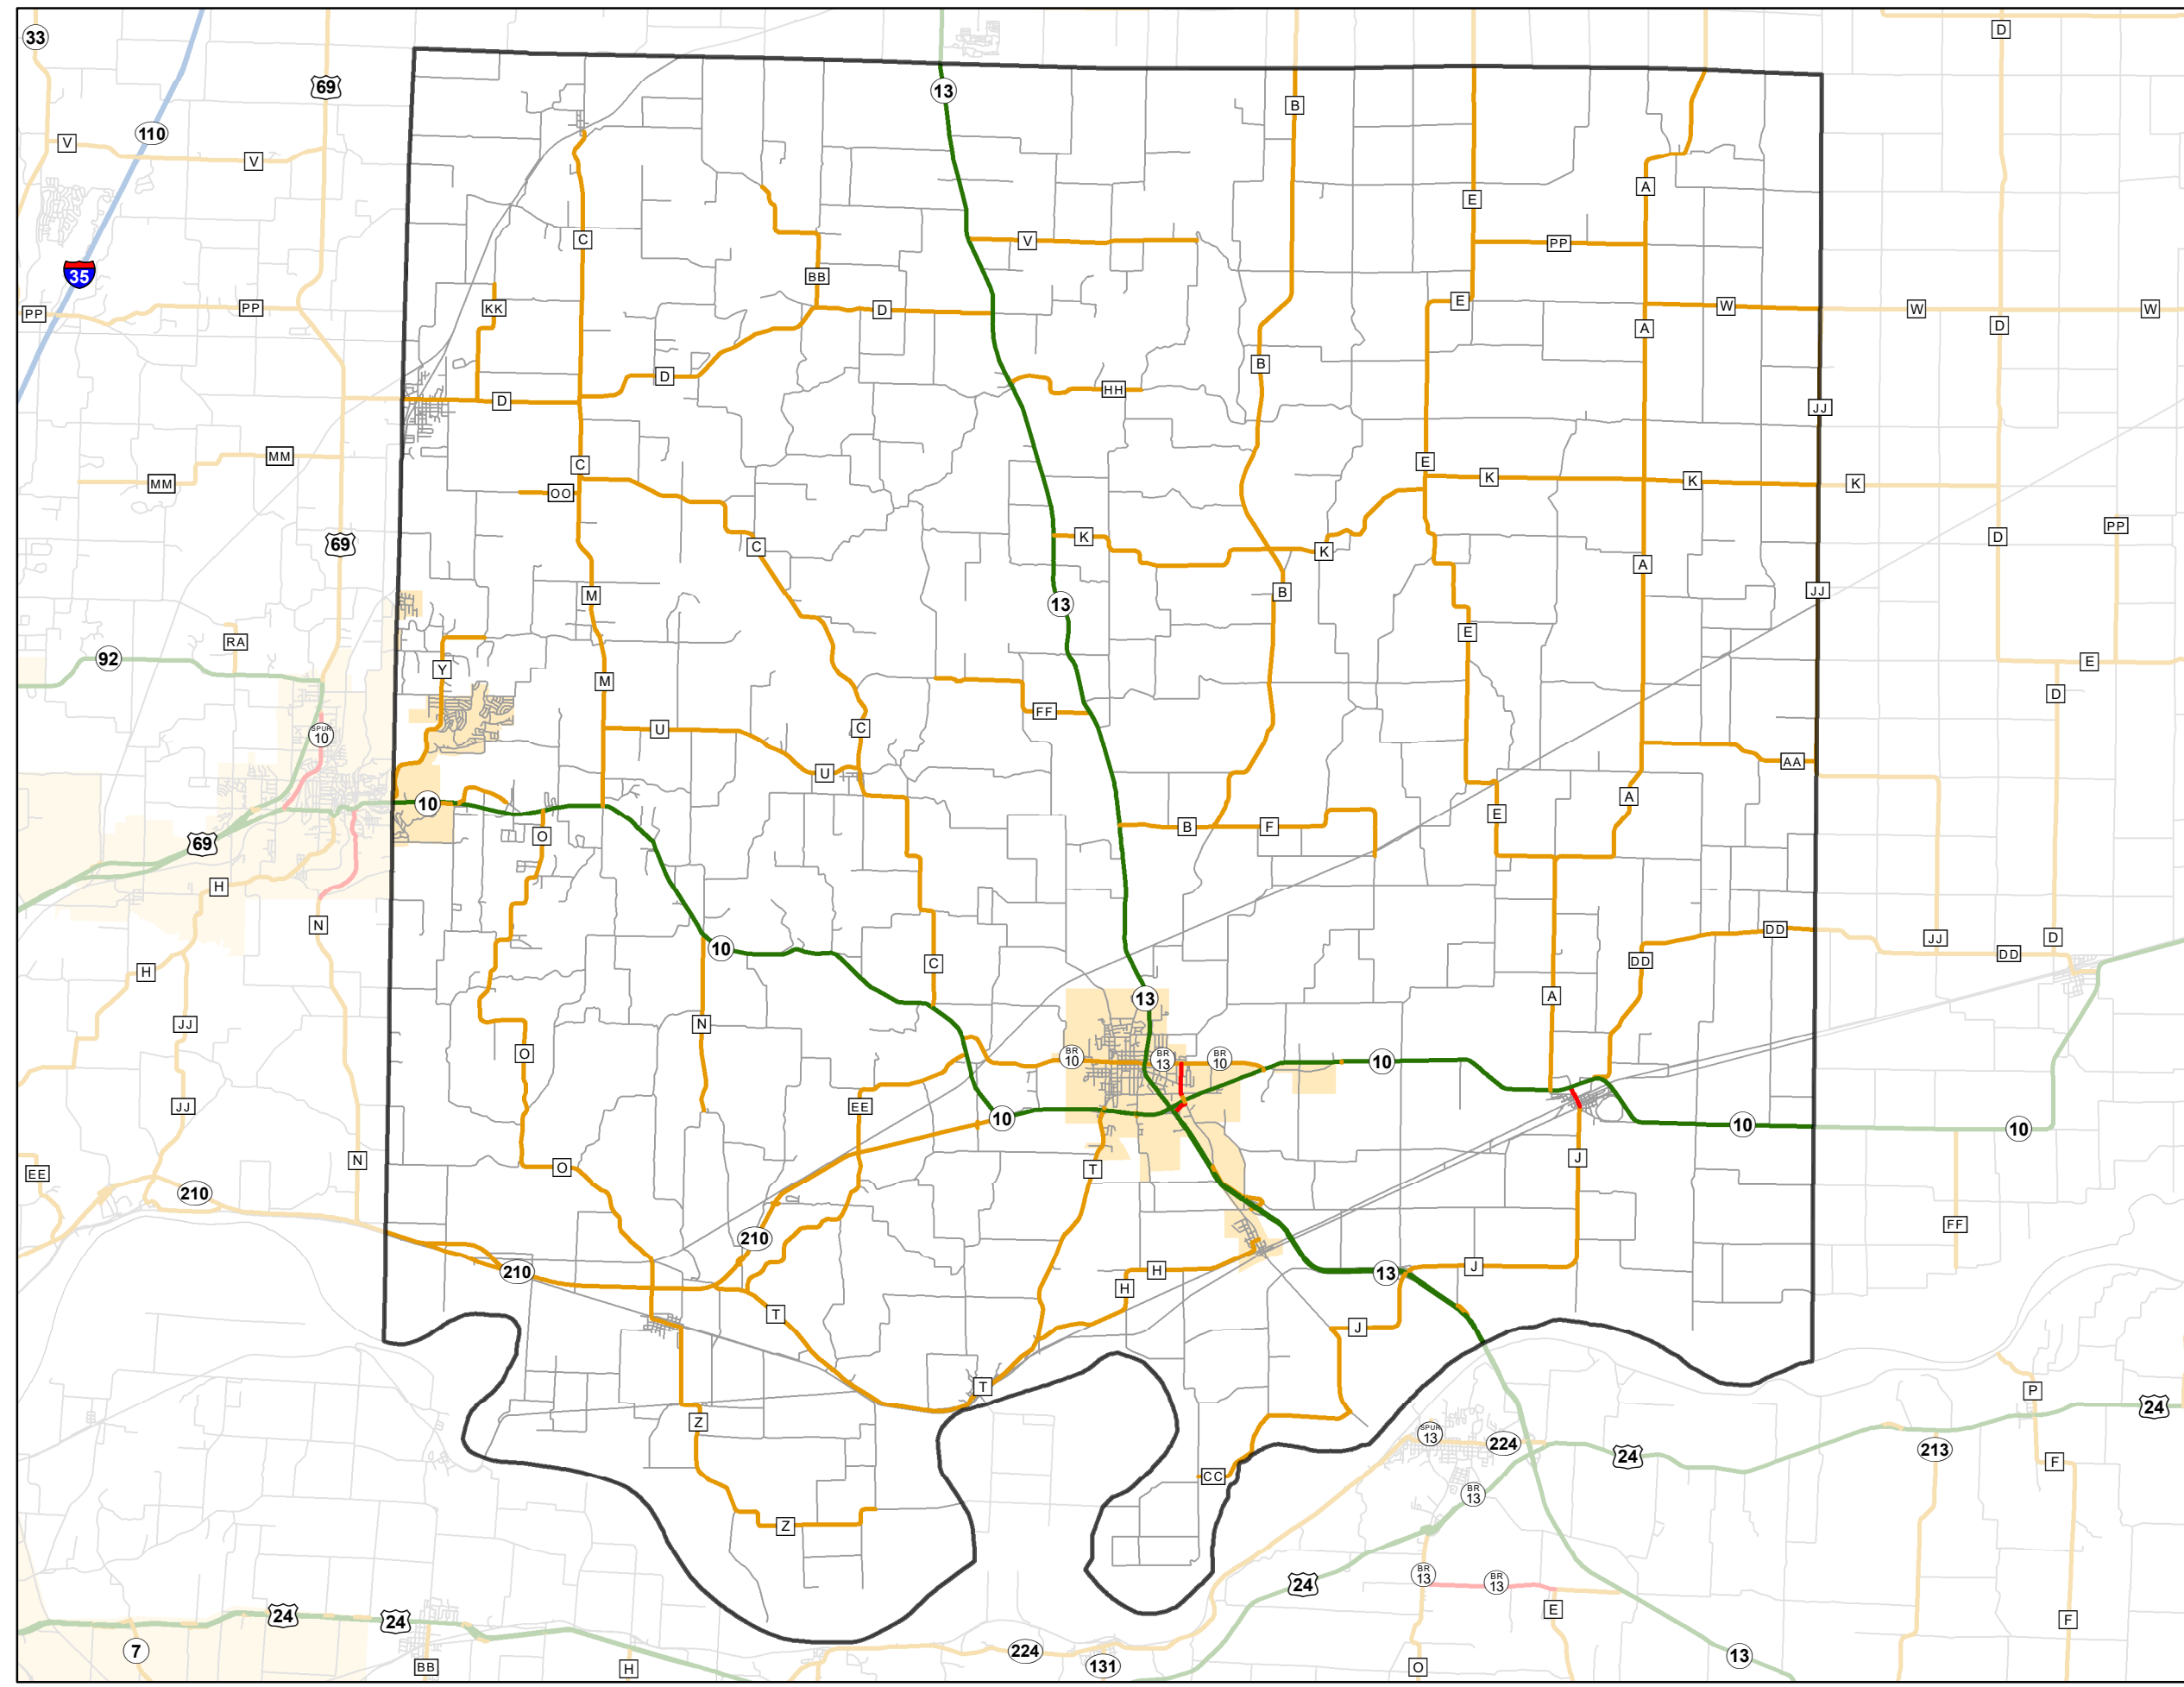 33
D
69
13
B
110
V
V
A
E
C
V
PP
BB
35
KK
PP
PP
D
E
W
W
W
D
A
B
D
HH
D
JJ
MM
C
E
K
K
K
MM
OO
PP
69
C
K
K
D
A
M
B
JJ
13
E
RA
92
Y
E
M
D
FF
SPUR
10
U
C
AA
U
A
10
E
B
F
O
69
H
N
DD
JJ
D
10
DD
DD
C
H
A
13
JJ
N
O
BR
10
BR
13
BR
10
10
JJ
EE
10
10
10
N
O
J
T
EE
210
FF
210
H
J
210
13
H
T
J
T
P
24
Z
SPUR
13
224
24
213
F
CC
BR
13
Z
BR
13
BR
13
24
E
24
24
F
7
224
13
131
BB
H
O